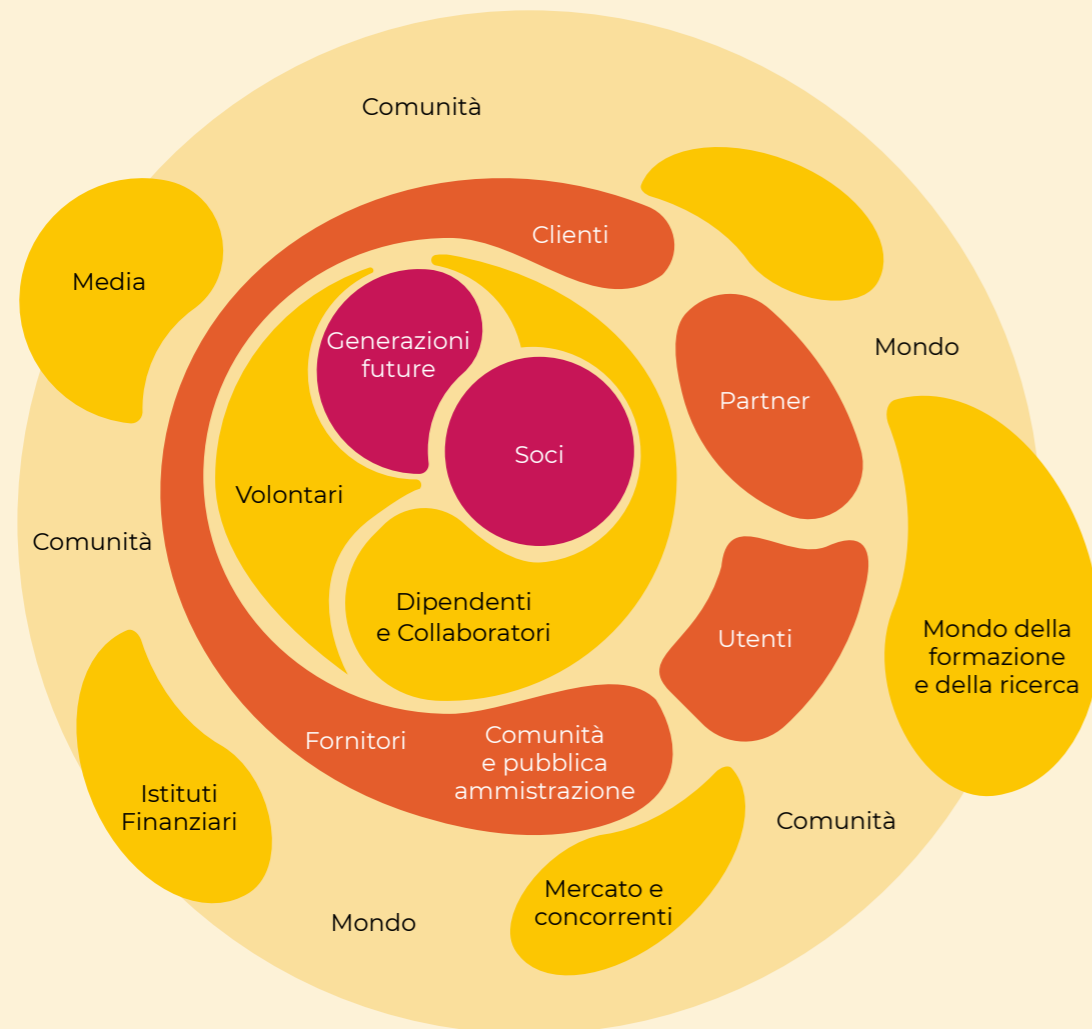 Comunità
Clienti
Media
Mondo
Generazioni
future
Partner
Soci
Volontari
Comunità
Dipendenti
e Collaboratori
Utenti
Mondo della
formazione
e della ricerca
Fornitori
Comunità
e pubblica
ammistrazione
Istituti
Finanziari
Comunità
Mercato e
concorrenti
Mondo